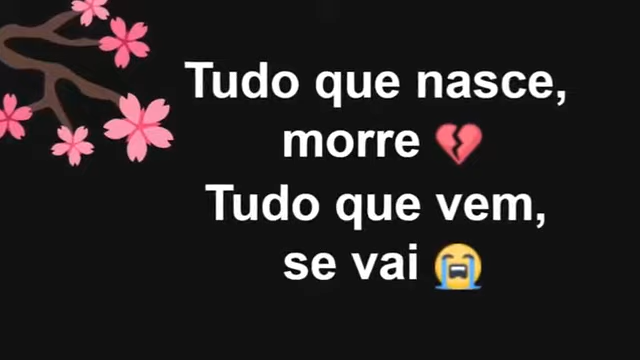 Tudo que nasce,
morre 💔
Tudo que vem,
se vai 😭